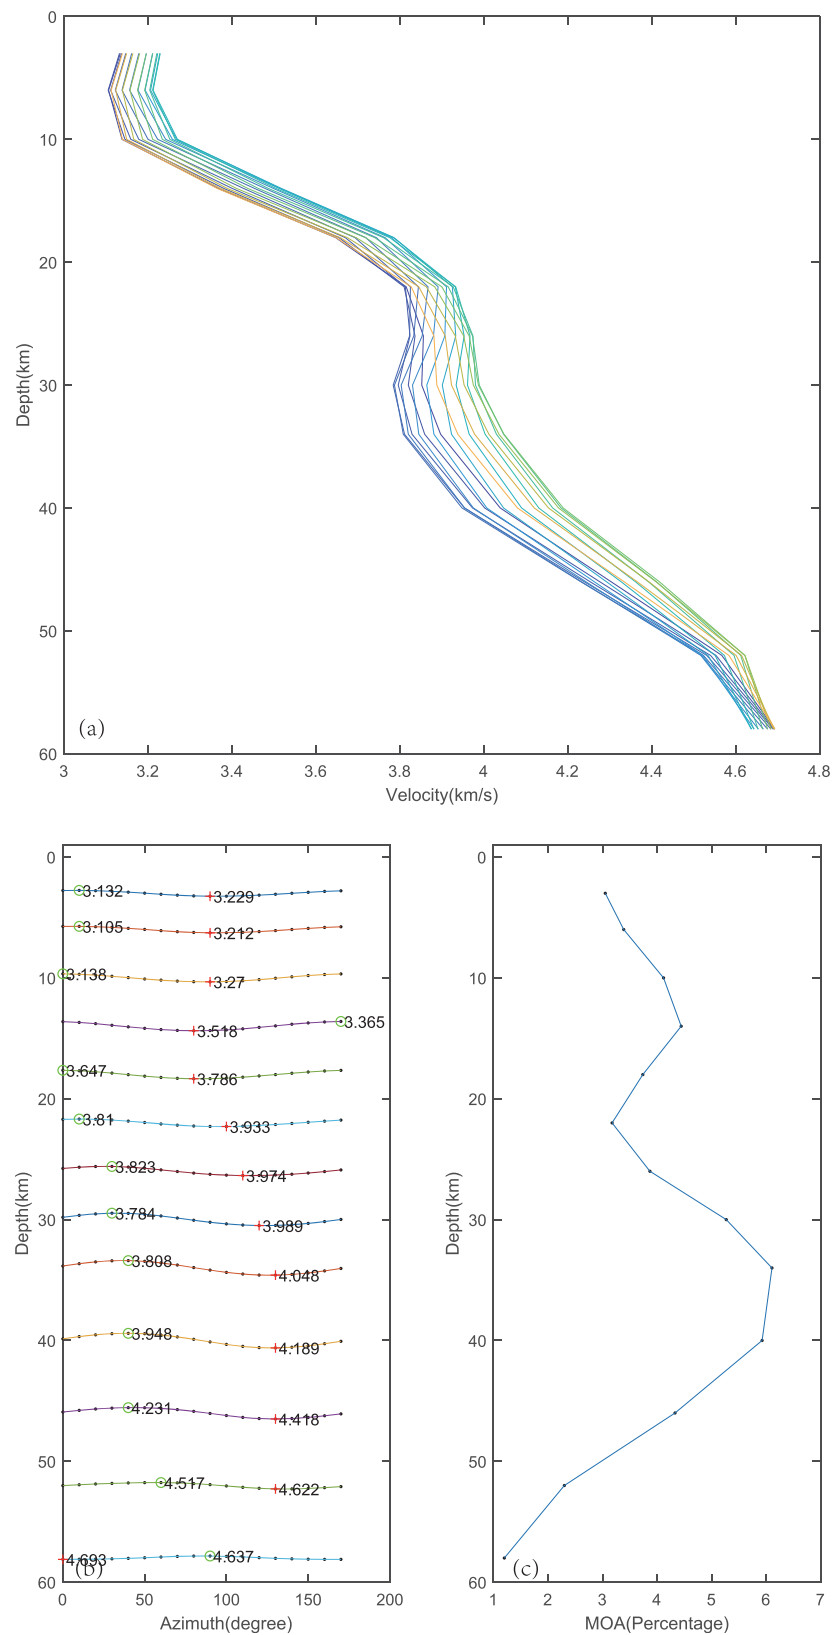 0
10
20
30
40
50
60
Depth(km)
(a)
3 3.2 3.4 3.6 3.8 4 4.2 4.4 4.6 4.8
Velocity(km/s)
0
10
20
30
40
50
60
Depth(km)
3.132 3.229
3.105 3.212
3.138 3.27
3.518 3.365
3.647 3.786
3.81 3.933
3.823 3.974
3.784 3.989
3.808 4.048
3.948 4.189
4.231 4.418
4.517 4.622
4.693 4.637
(b)
0 50 100 150 200
Azimuth(degree)
0
10
20
30
40
50
60
Depth(km)
(c)
1 2 3 4 5 6 7
MOA(Percentage)